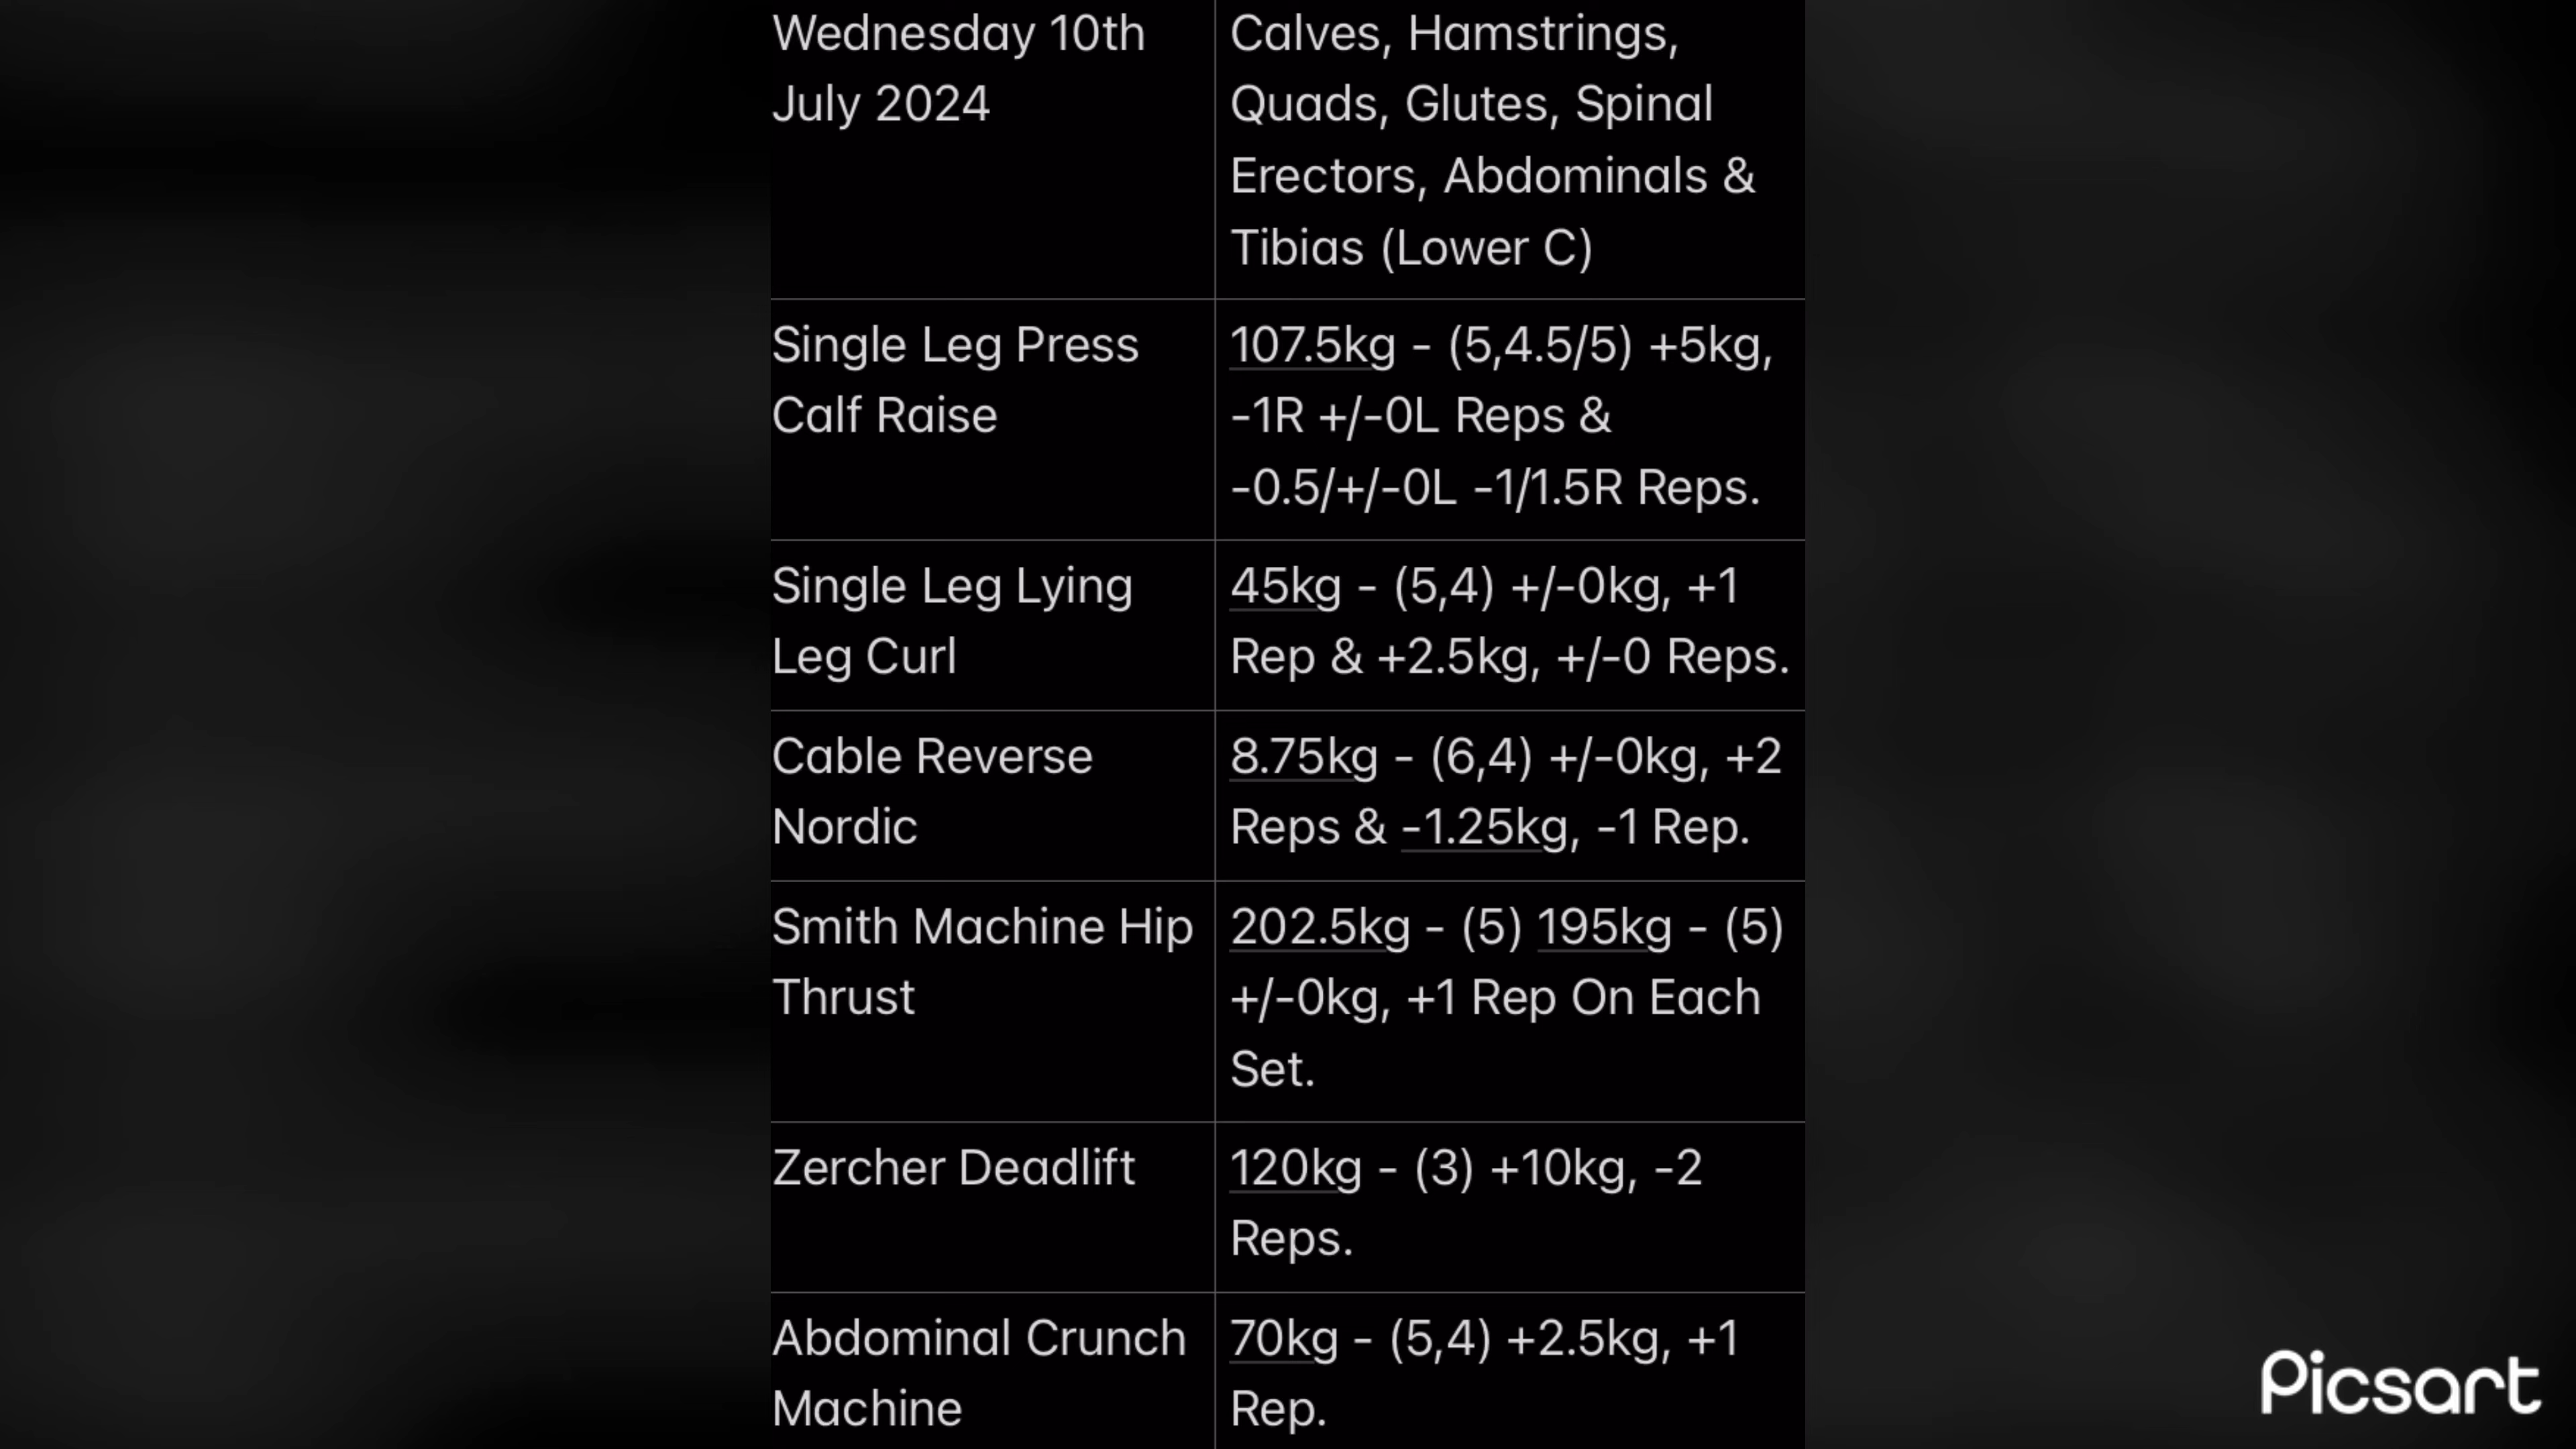 Wednesday 10th
July 2024
Calves, Hamstrings,
Quads, Glutes, Spinal
Erectors, Abdominals &
Tibias (Lower C)
Single Leg Press
Calf Raise
107.5kg - (5,4.5/5) +5kg,
-1R +/-0L Reps &
-0.5/+/-0L -1/1.5R Reps.
Single Leg Lying
Leg Curl
45kg - (5,4) +/-0kg, +1
Rep & +2.5kg, +/-0 Reps.
Cable Reverse
Nordic
8.75kg - (6,4) +/-0kg, +2
Reps & -1.25kg, -1 Rep.
Smith Machine Hip
Thrust
202.5kg - (5) 195kg - (5)
+/-0kg, +1 Rep On Each
Set.
Zercher Deadlift
120kg - (3) +10kg, -2
Reps.
Abdominal Crunch
Machine
70kg - (5,4) +2.5kg, +1
Rep.
Picsart